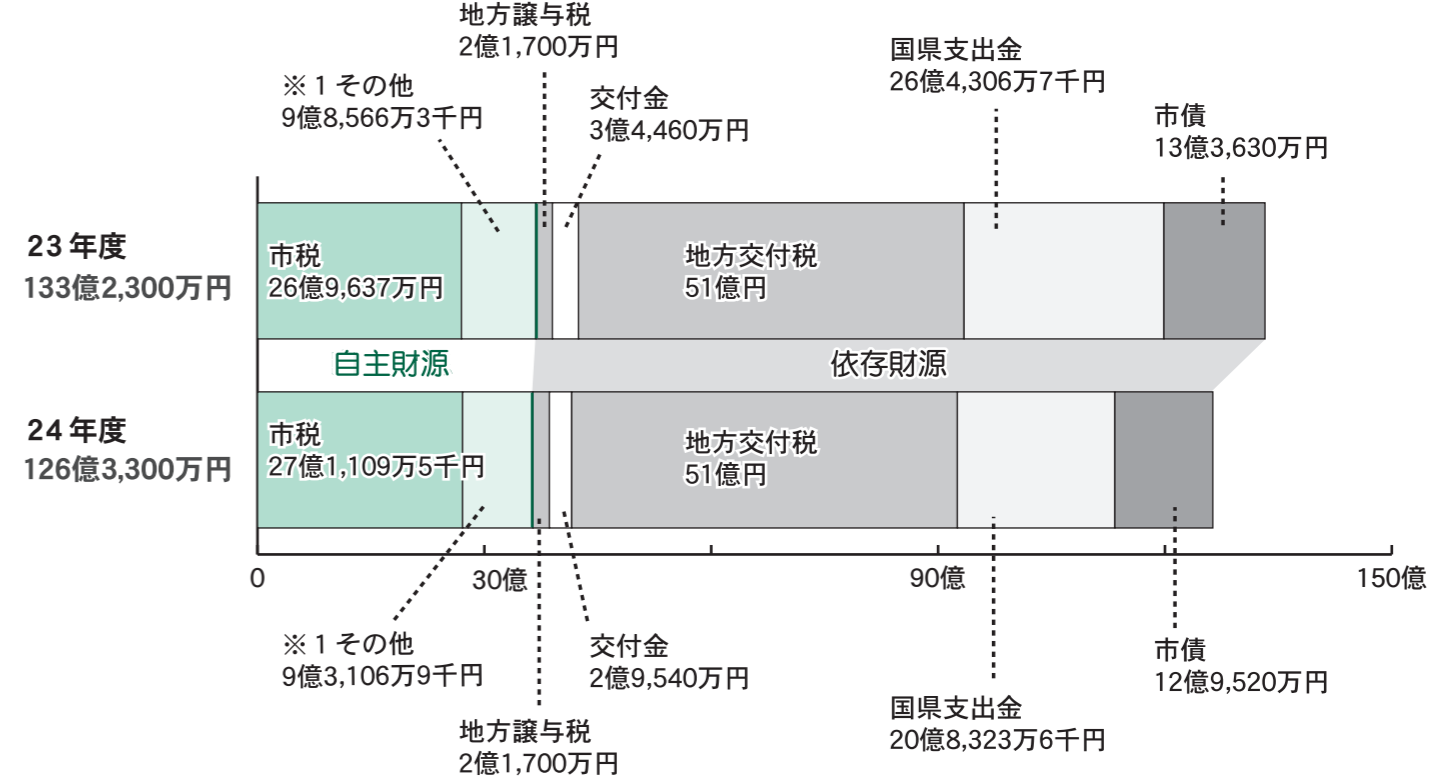 地方譲与税
2億1,700万円
※1 その他
9億8,566万3千円
交付金
3億4,460万円
国県支出金
26億4,306万7千円
市債
13億3,630万円
23年度
133億2,300万円
市税
26億9,637万円
地方交付税
51億円
自主財源
依存財源
24年度
126億3,300万円
市税
27億1,109万5千円
地方交付税
51億円
0
30億
90億
150億
※1 その他
9億3,106万9千円
地方譲与税
2億1,700万円
交付金
2億9,540万円
国県支出金
20億8,323万6千円
市債
12億9,520万円